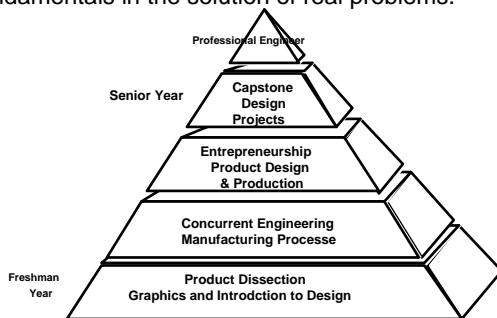 ndamentals in the solution of real problems.
Professional Engineer
Senior Year
Capstone
Design
Projects
Entrepreneurship
Product Design
& Production
Concurrent Engineering
Manufacturing Processe
Freshman
Year
Product Dissection
Graphics and Introdction to Design